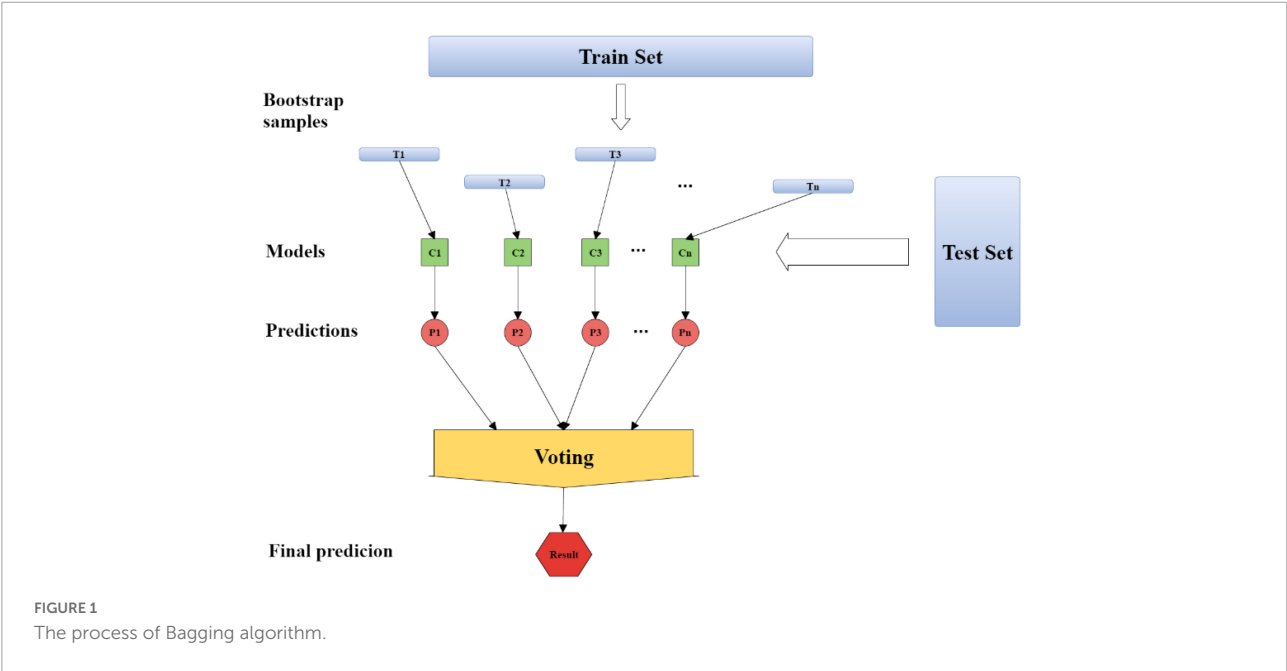 Train Set
Bootstrap
samples
T1
T2
T3
...
Tn
Models
C1
C2
C3
...
Cn
Test Set
Predictions
P1
P2
P3
...
Pn
Voting
Final predicion
Result
FIGURE 1
The process of Bagging algorithm.